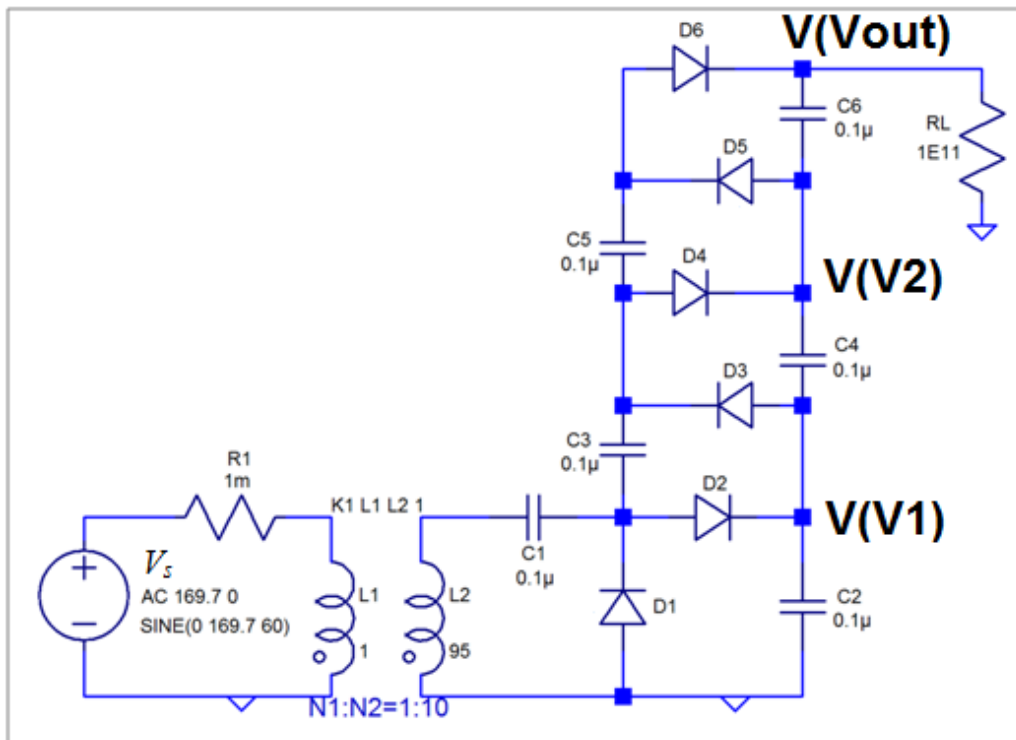 D6
V(Vout)
C6
0.1µ
RL
1E11
D5
C5
0.1µ
D4
V(V2)
C4
0.1µ
D3
C3
0.1µ
R1
1m
K1 L1 L2 1
D2
V(V1)
C1
0.1µ
Vs
AC 169.7 0
SINE(0 169.7 60)
L1
1
L2
95
D1
C2
0.1µ
N1:N2=1:10